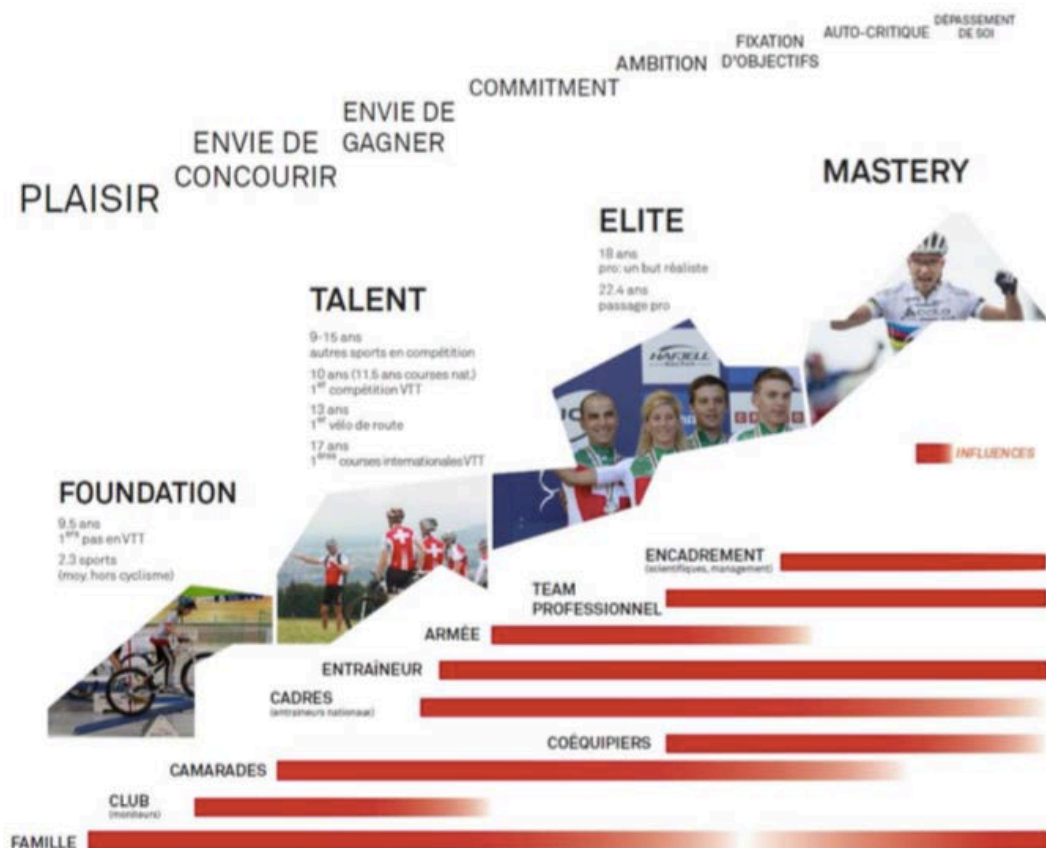 DÉPASSEMENT
DE SOI
AUTO-CRITIQUE
FIXATION
D'OBJECTIFS
AMBITION
COMMITMENT
ENVIE DE
GAGNER
ENVIE DE
CONCOURIR
PLAISIR
MASTERY
ELITE
18 ans
pro: un but réaliste
22.4 ans
passage pro
TALENT
9-15 ans
autres sports en compétition
10 ans (11.5 ans courses nat.)
1er compétition VTT
13 ans
1er vélo de route
17 ans
1ères courses internationales VTT
HAFJELL
INFLUENCES
FOUNDATION
9.5 ans
1ers pas en VTT
2.3 sports
(moy. hors cyclisme)
ENCADREMENT
(scientifiques, management)
TEAM
PROFESSIONNEL
ARMÉE
ENTRAÎNEUR
CADRES
(entraineurs nationaux)
COÉQUIPIERS
CAMARADES
CLUB
(moniteurs)
FAMILLE